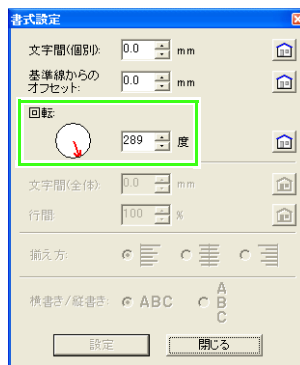 書式設定
文字間(個別): 0.0 mm
基準線からの
オフセット: 0.0 mm
回転:
289 度
文字間(全体): 0.0 mm
行間: 100 %
揃え方:
横書き/縦書き: ABC
A
B
C
設定 閉じる